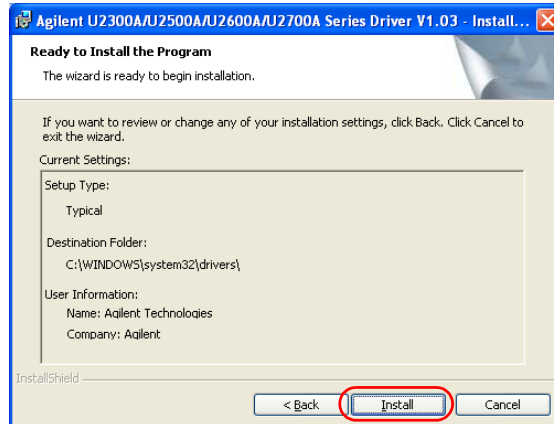 Agilent U2300A/U2500A/U2600A/U2700A Series Driver V1.03 - Install...
Ready to Install the Program
The wizard is ready to begin installation.
If you want to review or change any of your installation settings, click Back. Click Cancel to
exit the wizard.
Current Settings:
Setup Type:
Typical
Destination Folder:
C:\WINDOWS\system32\drivers\
User Information:
Name: Agilent Technologies
Company: Agilent
InstallShield
< Back Install Cancel